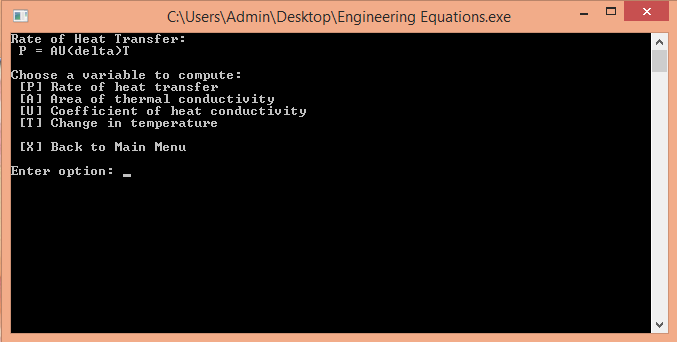 C:\Users\Admin\Desktop\Engineering Equations.exe
Rate of Heat Transfer:
P = AU(delta)T
Choose a variable to compute:
[P] Rate of heat transfer
[A] Area of thermal conductivity
[U] Coefficient of heat conductivity
[T] Change in temperature
[X] Back to Main Menu
Enter option: _